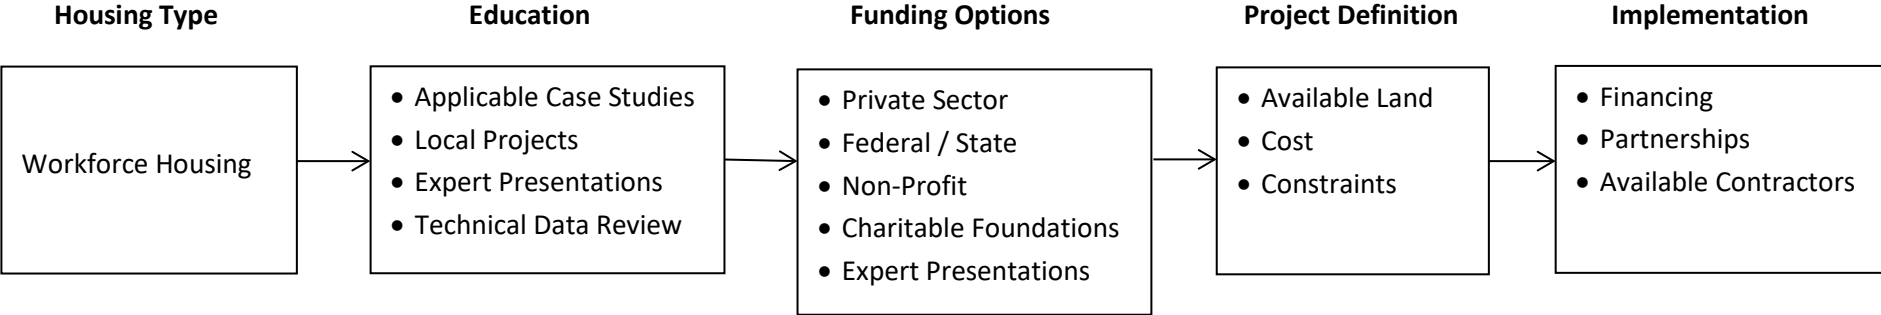 Housing Type
Education
Funding Options
Project Definition
Implementation
Workforce Housing
• Applicable Case Studies
• Local Projects
• Expert Presentations
• Technical Data Review
• Private Sector
• Federal / State
• Non-Profit
• Charitable Foundations
• Expert Presentations
• Available Land
• Cost
• Constraints
• Financing
• Partnerships
• Available Contractors